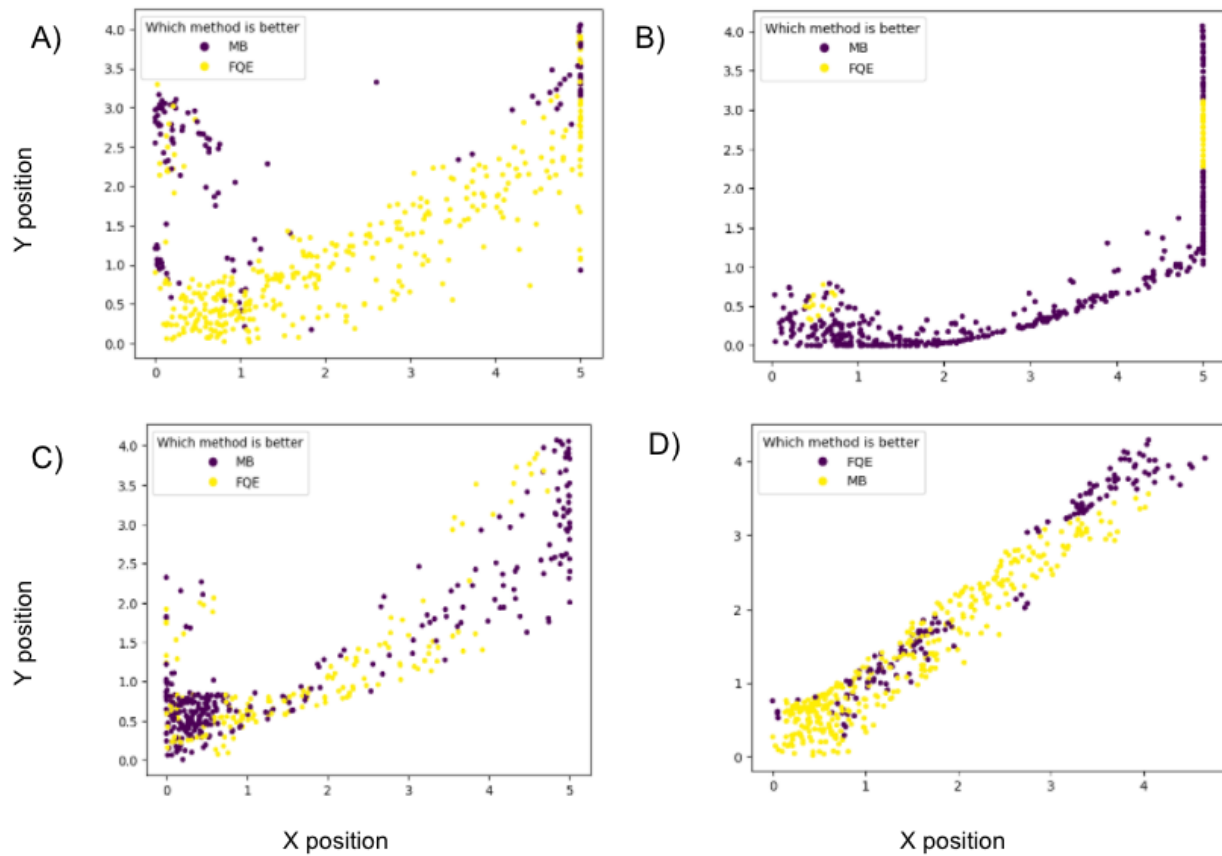 A)
Which method is better
MB
FQE
4.0
3.5
3.0
2.5
2.0
1.5
1.0
0.5
0.0
0 1 2 3 4 5
Y position
B)
Which method is better
MB
FQE
4.0
3.5
3.0
2.5
2.0
1.5
1.0
0.5
0.0
0 1 2 3 4 5
C)
Which method is better
MB
FQE
4.0
3.5
3.0
2.5
2.0
1.5
1.0
0.5
0.0
0 1 2 3 4 5
Y position
X position
D)
Which method is better
FQE
MB
4
3
2
1
0
0 1 2 3 4
X position